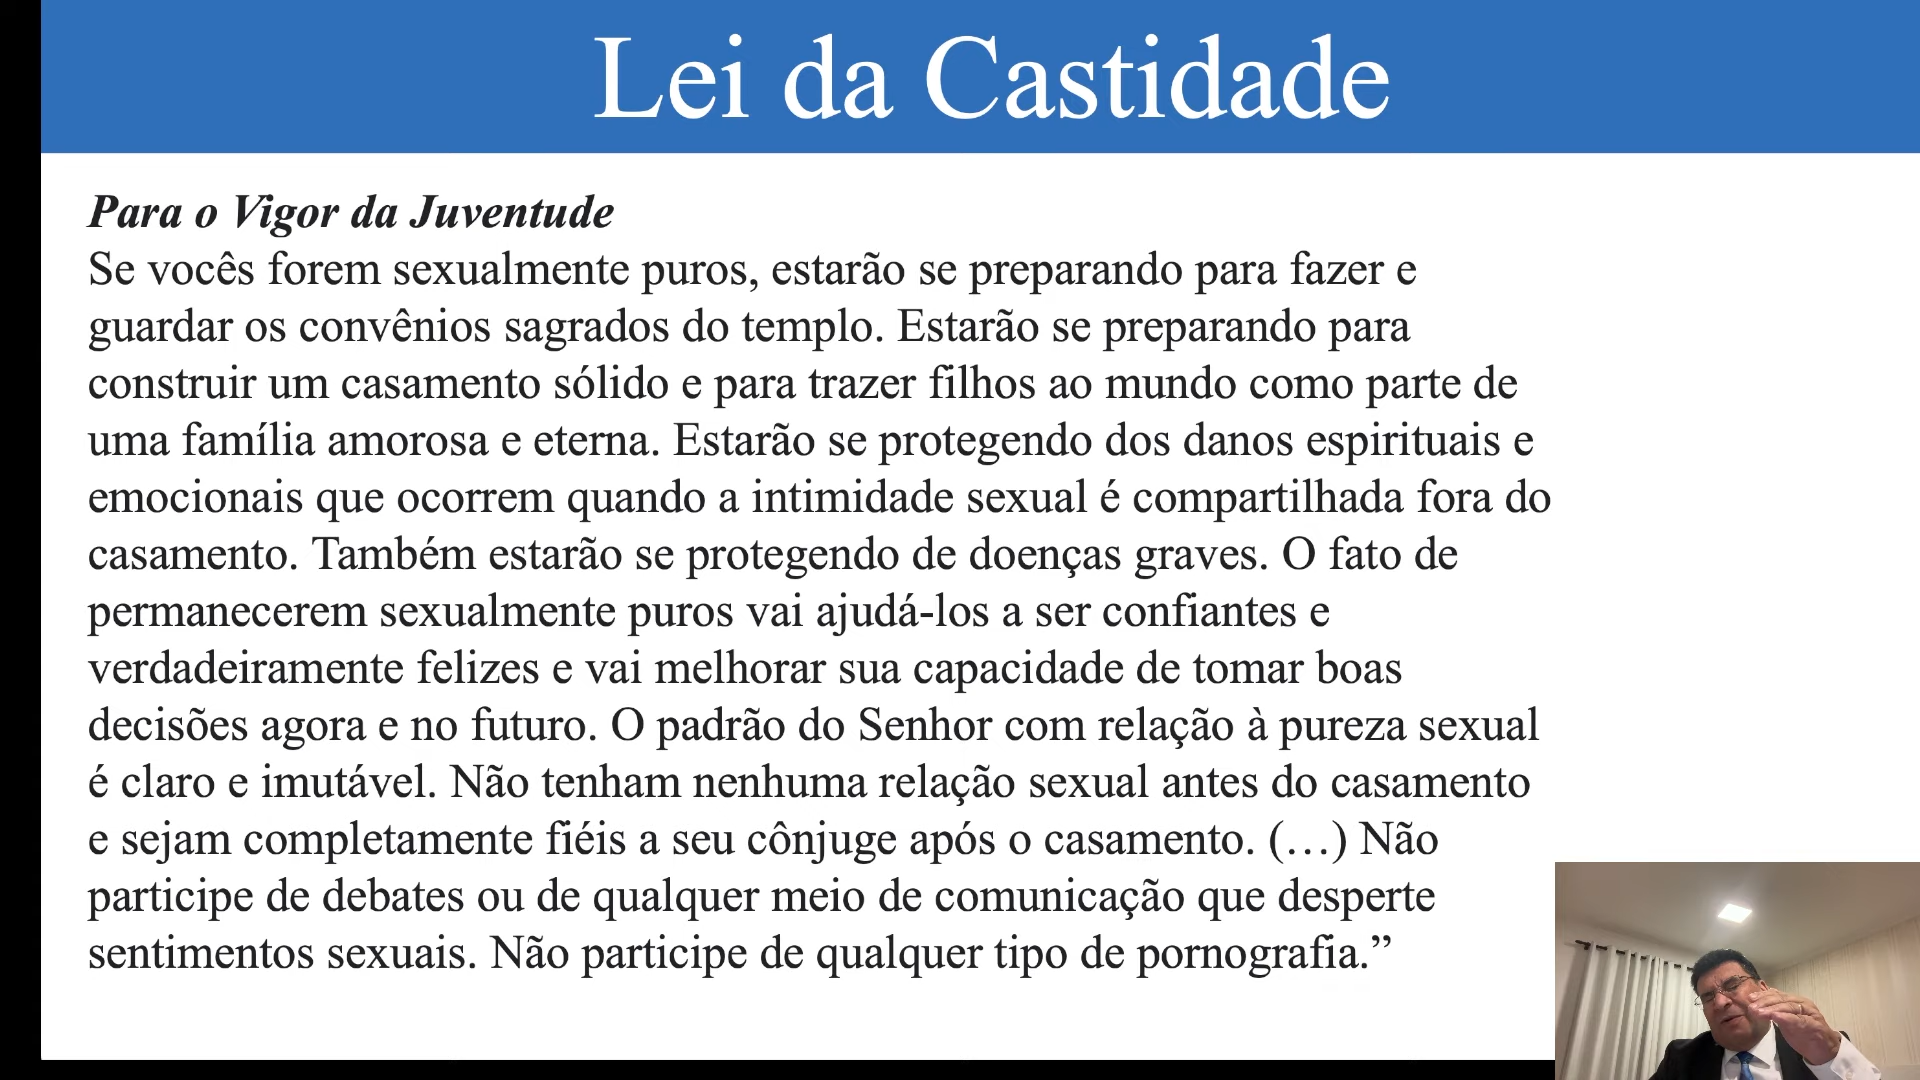 Lei da Castidade
Para o Vigor da Juventude
Se vocês forem sexualmente puros, estarão se preparando para fazer e
guardar os convênios sagrados do templo. Estarão se preparando para
construir um casamento sólido e para trazer filhos ao mundo como parte de
uma família amorosa e eterna. Estarão se protegendo dos danos espirituais e
emocionais que ocorrem quando a intimidade sexual é compartilhada fora do
casamento. Também estarão se protegendo de doenças graves. O fato de
permanecerem sexualmente puros vai ajudá-los a ser confiantes e
verdadeiramente felizes e vai melhorar sua capacidade de tomar boas
decisões agora e no futuro. O padrão do Senhor com relação à pureza sexual
é claro e imutável. Não tenham nenhuma relação sexual antes do casamento
e sejam completamente fiéis a seu cônjuge após o casamento. (…) Não
participe de debates ou de qualquer meio de comunicação que desperte
sentimentos sexuais. Não participe de qualquer tipo de pornografia.”